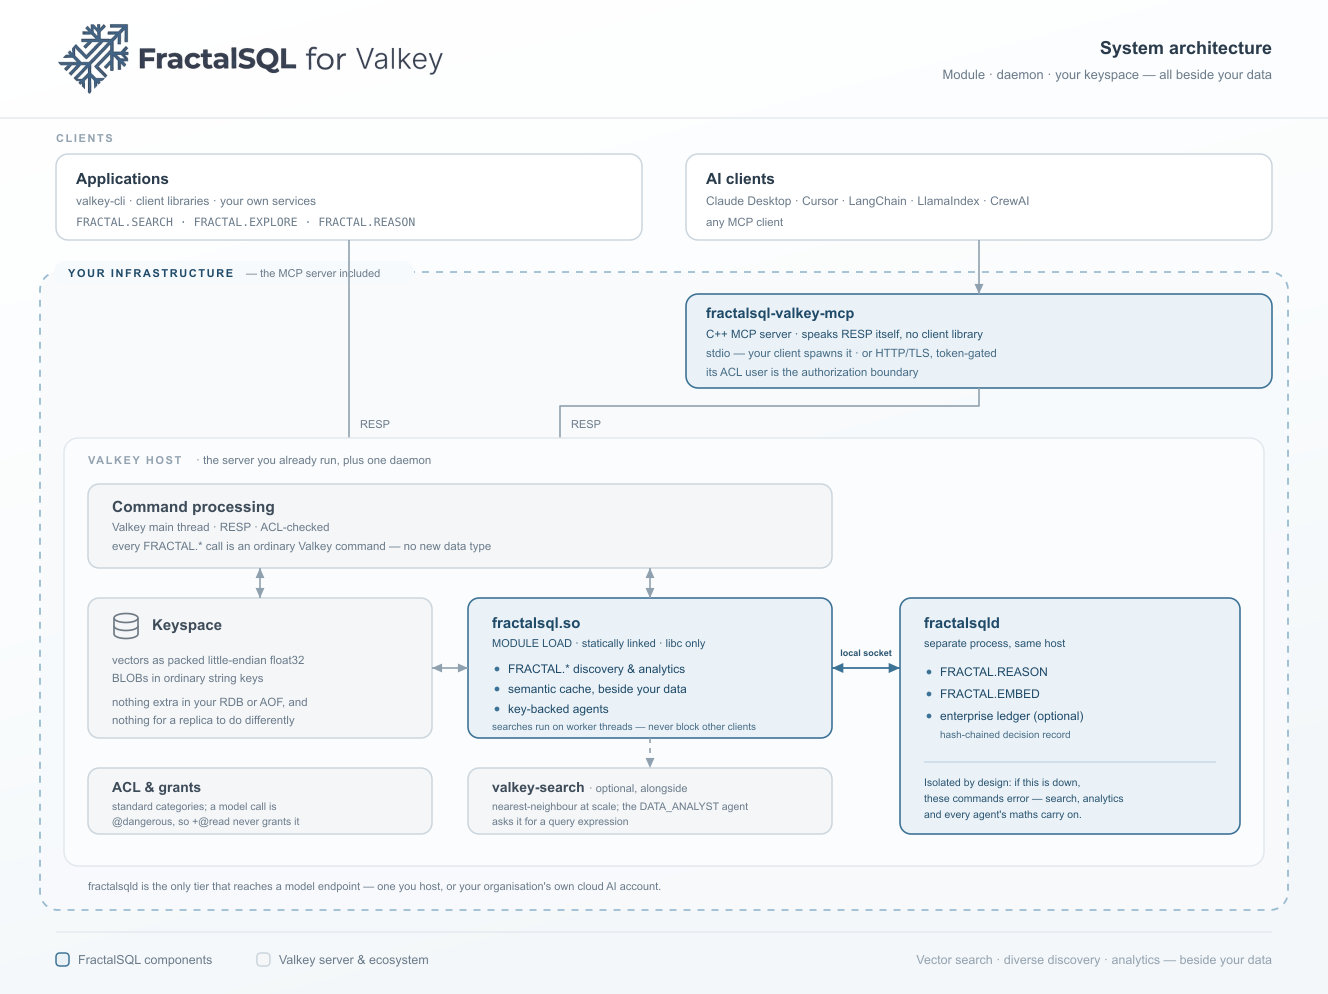 FractalSQL for Valkey
System architecture
Module · daemon · your keyspace — all beside your data
CLIENTS
Applications
valkey-cli · client libraries · your own services
FRACTAL.SEARCH · FRACTAL.EXPLORE · FRACTAL.REASON
AI clients
Claude Desktop · Cursor · LangChain · LlamaIndex · CrewAI
any MCP client
YOUR INFRASTRUCTURE — the MCP server included
fractalsql-valkey-mcp
C++ MCP server · speaks RESP itself, no client library
stdio — your client spawns it · or HTTP/TLS, token-gated
its ACL user is the authorization boundary
RESP
RESP
VALKEY HOST · the server you already run, plus one daemon
Command processing
Valkey main thread · RESP · ACL-checked
every FRACTAL.* call is an ordinary Valkey command — no new data type
Keyspace
vectors as packed little-endian float32
BLOBs in ordinary string keys
nothing extra in your RDB or AOF, and
nothing for a replica to do differently
fractalsql.so
MODULE LOAD · statically linked · libc only
• FRACTAL.* discovery & analytics
• semantic cache, beside your data
• key-backed agents
searches run on worker threads — never block other clients
local socket
fractalsqld
separate process, same host
• FRACTAL.REASON
• FRACTAL.EMBED
• enterprise ledger (optional)
hash-chained decision record
Isolated by design: if this is down,
these commands error — search, analytics
and every agent's maths carry on.
ACL & grants
standard categories; a model call is
@dangerous, so +@read never grants it
valkey-search · optional, alongside
nearest-neighbour at scale; the DATA_ANALYST agent
asks it for a query expression
fractalsqld is the only tier that reaches a model endpoint — one you host, or your organisation's own cloud AI account.
FractalSQL components
Valkey server & ecosystem
Vector search · diverse discovery · analytics — beside your data